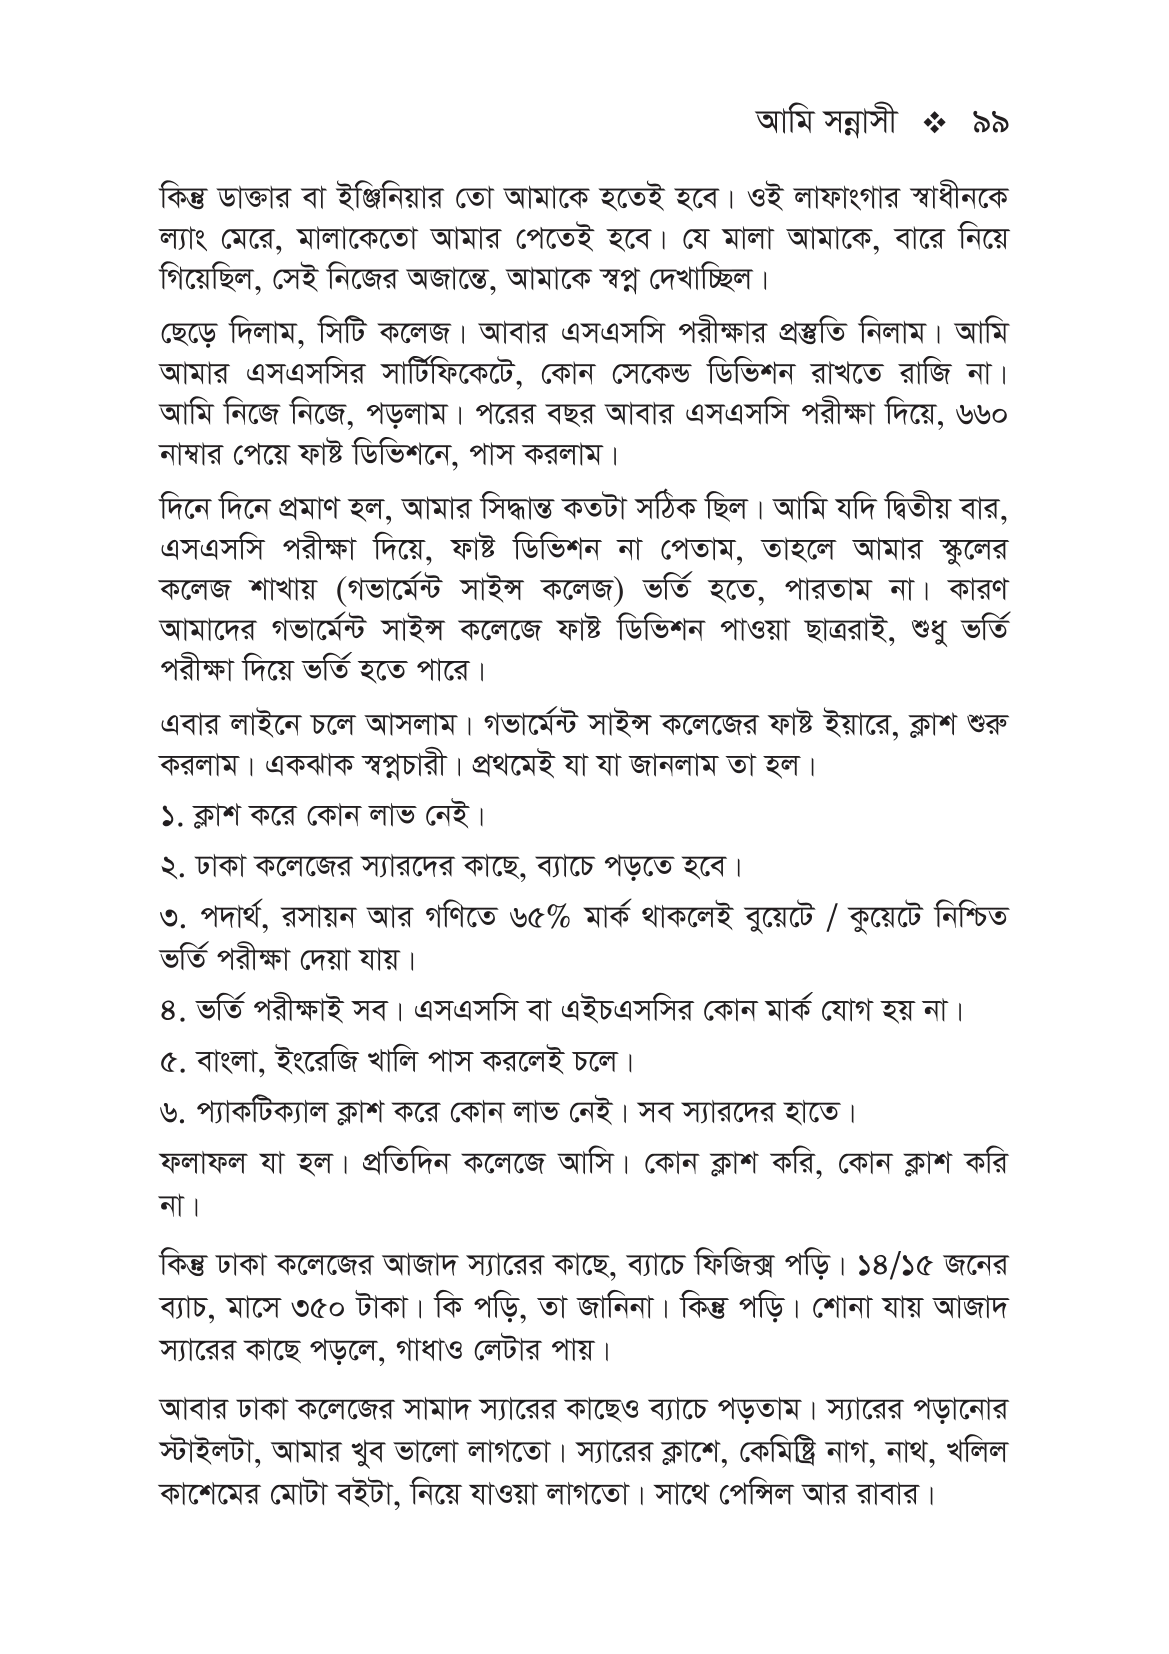 আমি সন্নাসী ❖ ৯৯
কিন্তু ডাক্তার বা ইঞ্জিনিয়ার তো আমাকে হতেই হবে। ওই লাফাংগার স্বাধীনকে
ল্যাং মেরে, মালাকেতো আমার পেতেই হবে। যে মালা আমাকে, বারে নিয়ে
গিয়েছিল, সেই নিজের অজান্তে, আমাকে স্বপ্ন দেখাচ্ছিল।
ছেড়ে দিলাম, সিটি কলেজ। আবার এসএসসি পরীক্ষার প্রস্তুতি নিলাম। আমি
আমার এসএসসির সার্টিফিকেটে, কোন সেকেন্ড ডিভিশন রাখতে রাজি না।
আমি নিজে নিজে, পড়লাম। পরের বছর আবার এসএসসি পরীক্ষা দিয়ে, ৬৬০
নাম্বার পেয়ে ফাষ্ট ডিভিশনে, পাস করলাম।
দিনে দিনে প্রমাণ হল, আমার সিদ্ধান্ত কতটা সঠিক ছিল। আমি যদি দ্বিতীয় বার,
এসএসসি পরীক্ষা দিয়ে, ফাষ্ট ডিভিশন না পেতাম, তাহলে আমার স্কুলের
কলেজ শাখায় (গভার্মেন্ট সাইন্স কলেজ) ভর্তি হতে, পারতাম না। কারণ
আমাদের গভার্মেন্ট সাইন্স কলেজে ফাষ্ট ডিভিশন পাওয়া ছাত্ররাই, শুধু ভর্তি
পরীক্ষা দিয়ে ভর্তি হতে পারে।
এবার লাইনে চলে আসলাম। গভার্মেন্ট সাইন্স কলেজের ফাষ্ট ইয়ারে, ক্লাশ শুরু
করলাম। একঝাক স্বপ্নচারী। প্রথমেই যা যা জানলাম তা হল।
১. ক্লাশ করে কোন লাভ নেই।
২. ঢাকা কলেজের স্যারদের কাছে, ব্যাচে পড়তে হবে।
৩. পদার্থ, রসায়ন আর গণিতে ৬৫% মার্ক থাকলেই বুয়েটে / কুয়েটে নিশ্চিত
ভর্তি পরীক্ষা দেয়া যায়।
৪. ভর্তি পরীক্ষাই সব। এসএসসি বা এইচএসসির কোন মার্ক যোগ হয় না।
৫. বাংলা, ইংরেজি খালি পাস করলেই চলে।
৬. প্যাকটিক্যাল ক্লাশ করে কোন লাভ নেই। সব স্যারদের হাতে।
ফলাফল যা হল। প্রতিদিন কলেজে আসি। কোন ক্লাশ করি, কোন ক্লাশ করি
না।
কিন্তু ঢাকা কলেজের আজাদ স্যারের কাছে, ব্যাচে ফিজিক্স পড়ি। ১৪/১৫ জনের
ব্যাচ, মাসে ৩৫০ টাকা। কি পড়ি, তা জানিনা। কিন্তু পড়ি। শোনা যায় আজাদ
স্যারের কাছে পড়লে, গাধাও লেটার পায়।
আবার ঢাকা কলেজের সামাদ স্যারের কাছেও ব্যাচে পড়তাম। স্যারের পড়ানোর
স্টাইলটা, আমার খুব ভালো লাগতো। স্যারের ক্লাশে, কেমিষ্ট্রি নাগ, নাথ, খলিল
কাশেমের মোটা বইটা, নিয়ে যাওয়া লাগতো। সাথে পেন্সিল আর রাবার।